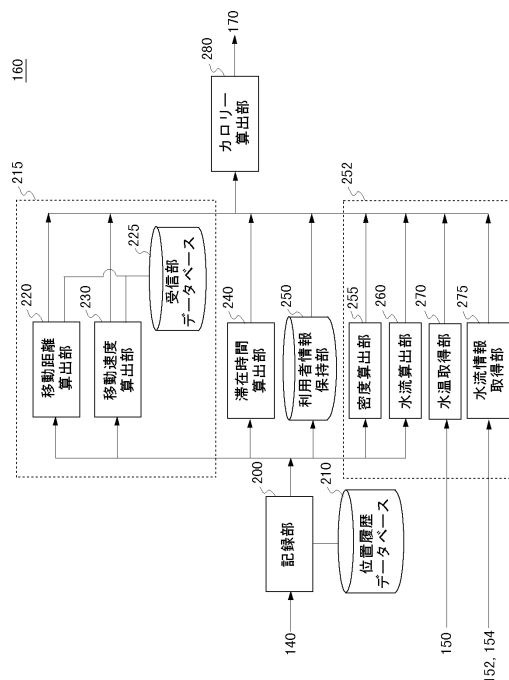 160
215
220
移動距離
算出部
230
移動速度
算出部
225
受信部
データベース
280
カロリー
算出部
170
240
滞在時間
算出部
250
利用者情報
保持部
252
255
密度算出部
260
水流算出部
270
水温取得部
275
水流情報
取得部
200
記録部
210
位置履歴
データベース
140
150
152, 154